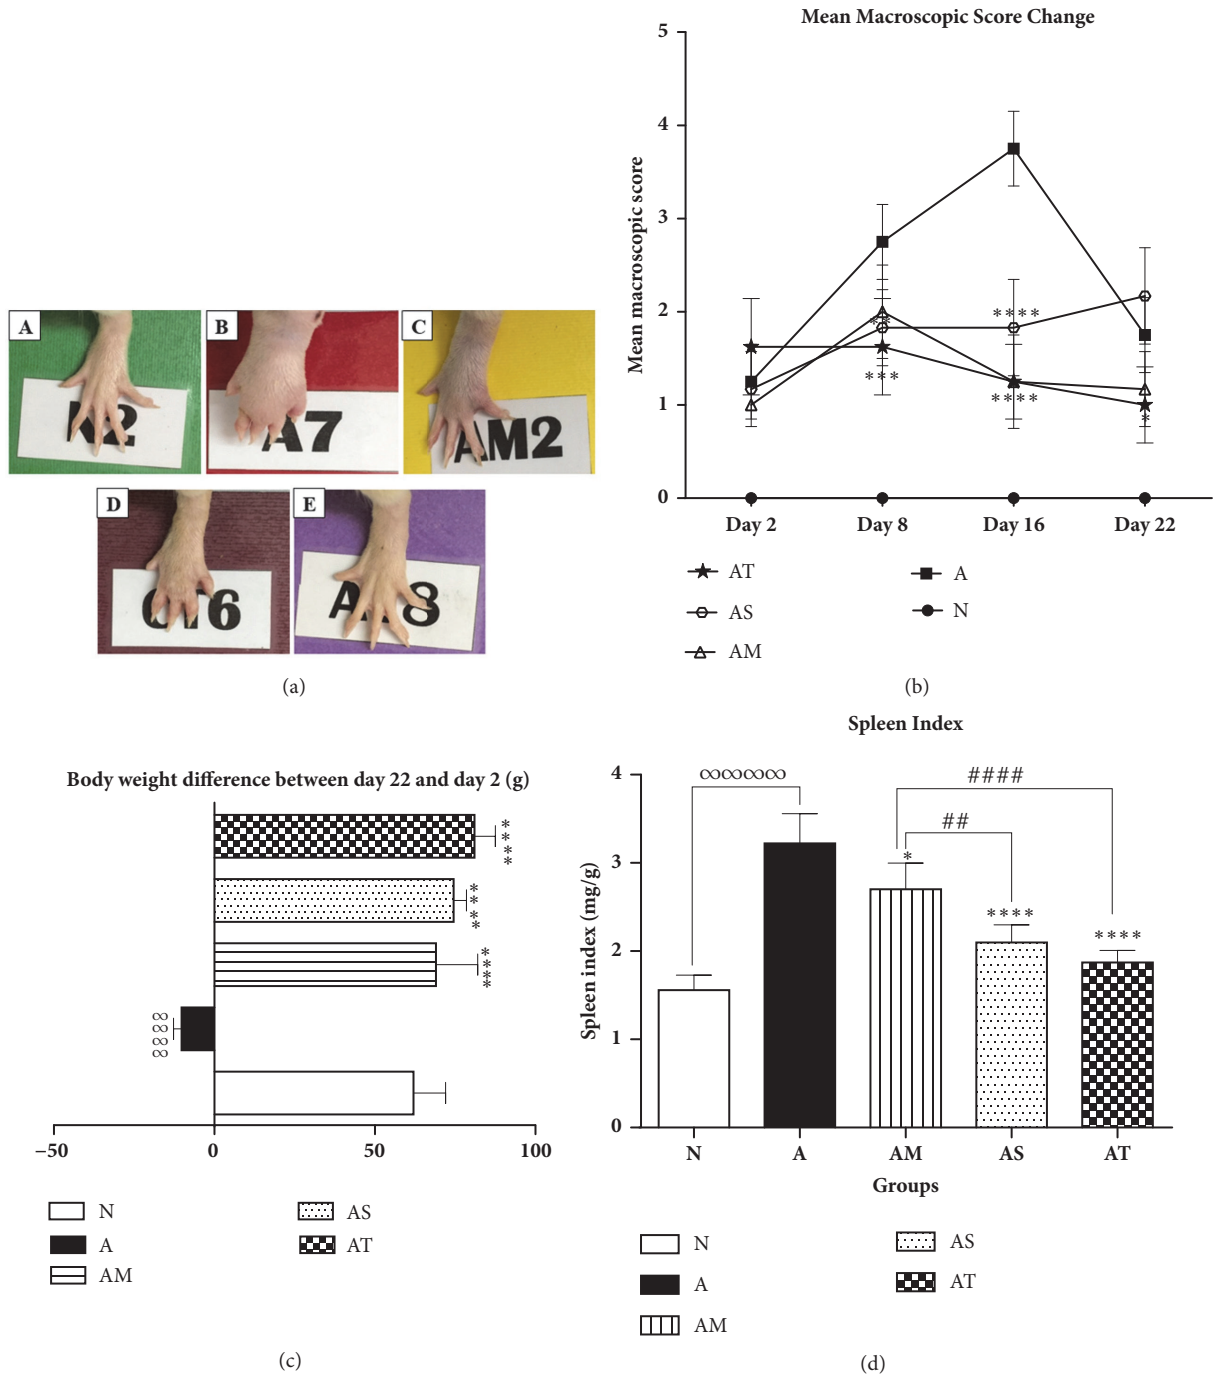 A
B
C
N2
A7
AM2
D
E
6
A 8
(a)
Mean Macroscopic Score Change
Mean macroscopic score
5
4
3
2
1
0
**
***
****
****
*
Day 2
Day 8
Day 16
Day 22
AT
A
AS
N
AM
(b)
Body weight difference between day 22 and day 2 (g)
****
****
****
∞∞∞∞
−50
0
50
100
N
AS
A
AT
AM
(c)
Spleen Index
Spleen index (mg/g)
4
3
2
1
0
∞∞∞∞
####
##
*
****
****
N
A
AM
AS
AT
Groups
N
AS
A
AT
AM
(d)